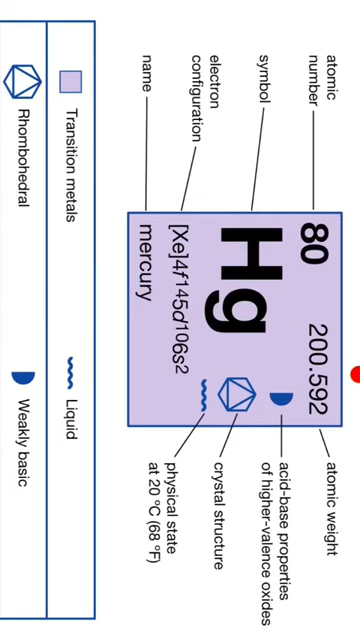 atomic
number
80
200.592
atomic weight
symbol
Hg
acid-base properties
of higher-valence oxides
electron
configuration
[Xe]4f145d106s2
crystal structure
name
mercury
physical state
at 20 °C (68 °F)
Transition metals
Liquid
Rhombohedral
Weakly basic